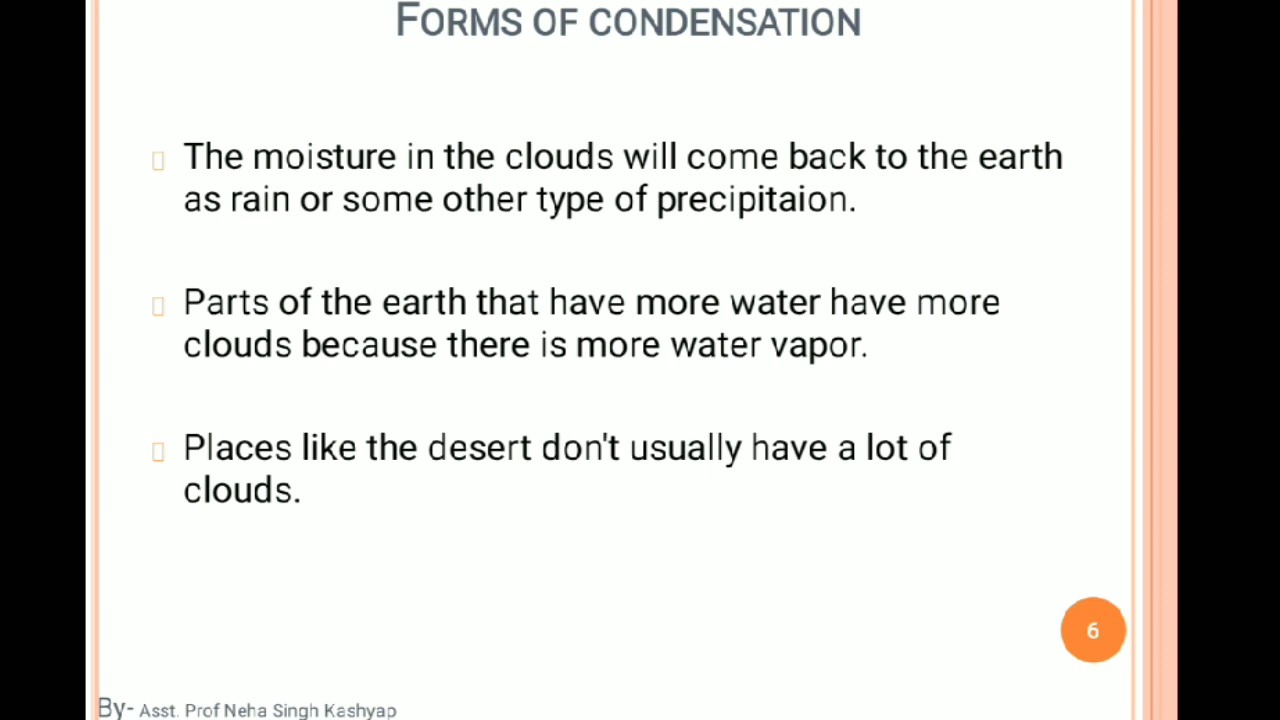 FORMS OF CONDENSATION
The moisture in the clouds will come back to the earth
as rain or some other type of precipitaion.
Parts of the earth that have more water have more
clouds because there is more water vapor.
Places like the desert don't usually have a lot of
clouds.
6
By- Asst. Prof Neha Singh Kashyap